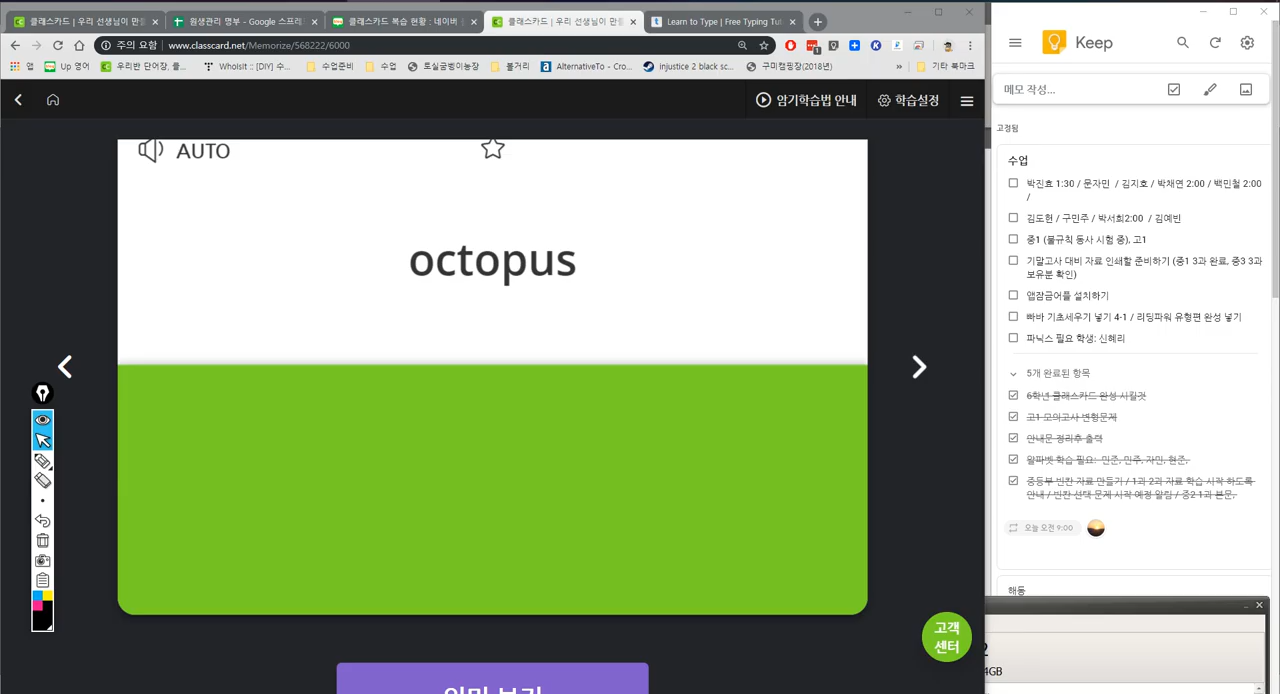 클래스카드 | 우리 선생님이 만든
원생관리 명부 - Google 스프레
클래스카드 복습 현황 : 네이버
클래스카드 | 우리 선생님이 만든
Learn to Type | Free Typing Tut
주의 요함 | www.classcard.net/Memorize/568222/6000
앱
Up 영어
우리반 단어장, 클...
WhoIsIt :: [DIY] 수...
수업준비
수업
토실굼벵이농장
볼거리
AlternativeTo - Cro...
injustice 2 black sc...
구미캠핑장(2018년)
»
기타 북마크
암기학습법 안내
학습설정
AUTO
octopus
고객
센터
Keep
메모 작성...
고정됨
수업
박진효 1:30 / 문자민 / 김지호 / 박채연 2:00 / 백민철 2:00
/
김도현 / 구민주 / 박서희2:00 / 김예빈
중1 (불규칙 동사 시험 중), 고1
기말고사 대비 자료 인쇄할 준비하기 (중1 3과 완료, 중3 3과
보유분 확인)
앱잠금어플 설치하기
빠바 기초세우기 넣기 4-1 / 리딩파워 유형편 완성 넣기
파닉스 필요 학생: 신혜리
5개 완료된 항목
6학년 클래스카드 완성 시킬것
고1 모의고사 변형문제
안내문 정리후 출력
알파벳 학습 필요: 민준, 민주, 자민, 현준,
중등부 빈칸 자료 만들기 / 1과 2과 자료 학습 시작 하도록
안내 / 빈칸 선택 문제 시작 예정 알림 / 중2 1과 본문,
오늘 오전 9:00
해통
4GB